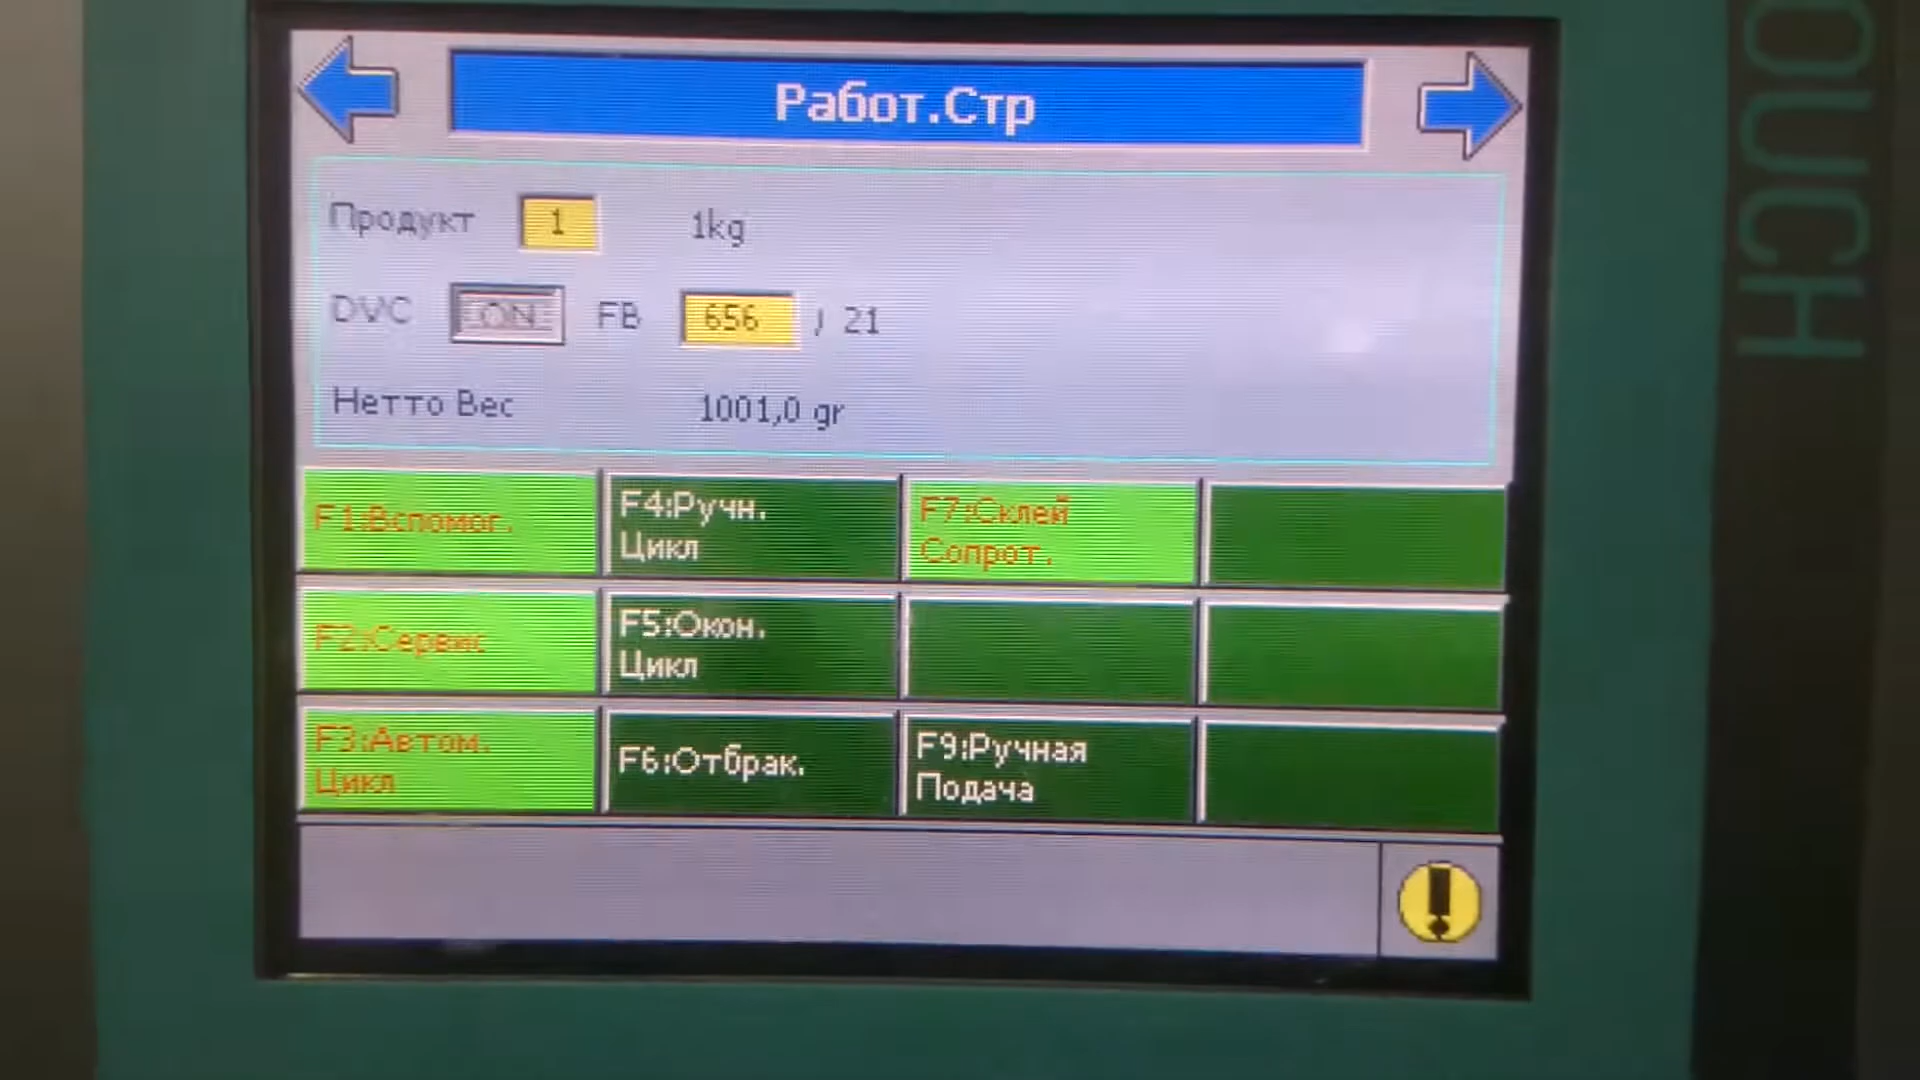 Работ.Стр
Продукт 1 1kg
DVC ON FB 656 / 21
Нетто Вес 1001,0 gr
F1:Вспомог.
F4:Ручн.
Цикл
F7:Склей
Сопрот.
F2:Сервис
F5:Окон.
Цикл
F3:Автом.
Цикл
F6:Отбрак.
F9:Ручная
Подача
OUCH